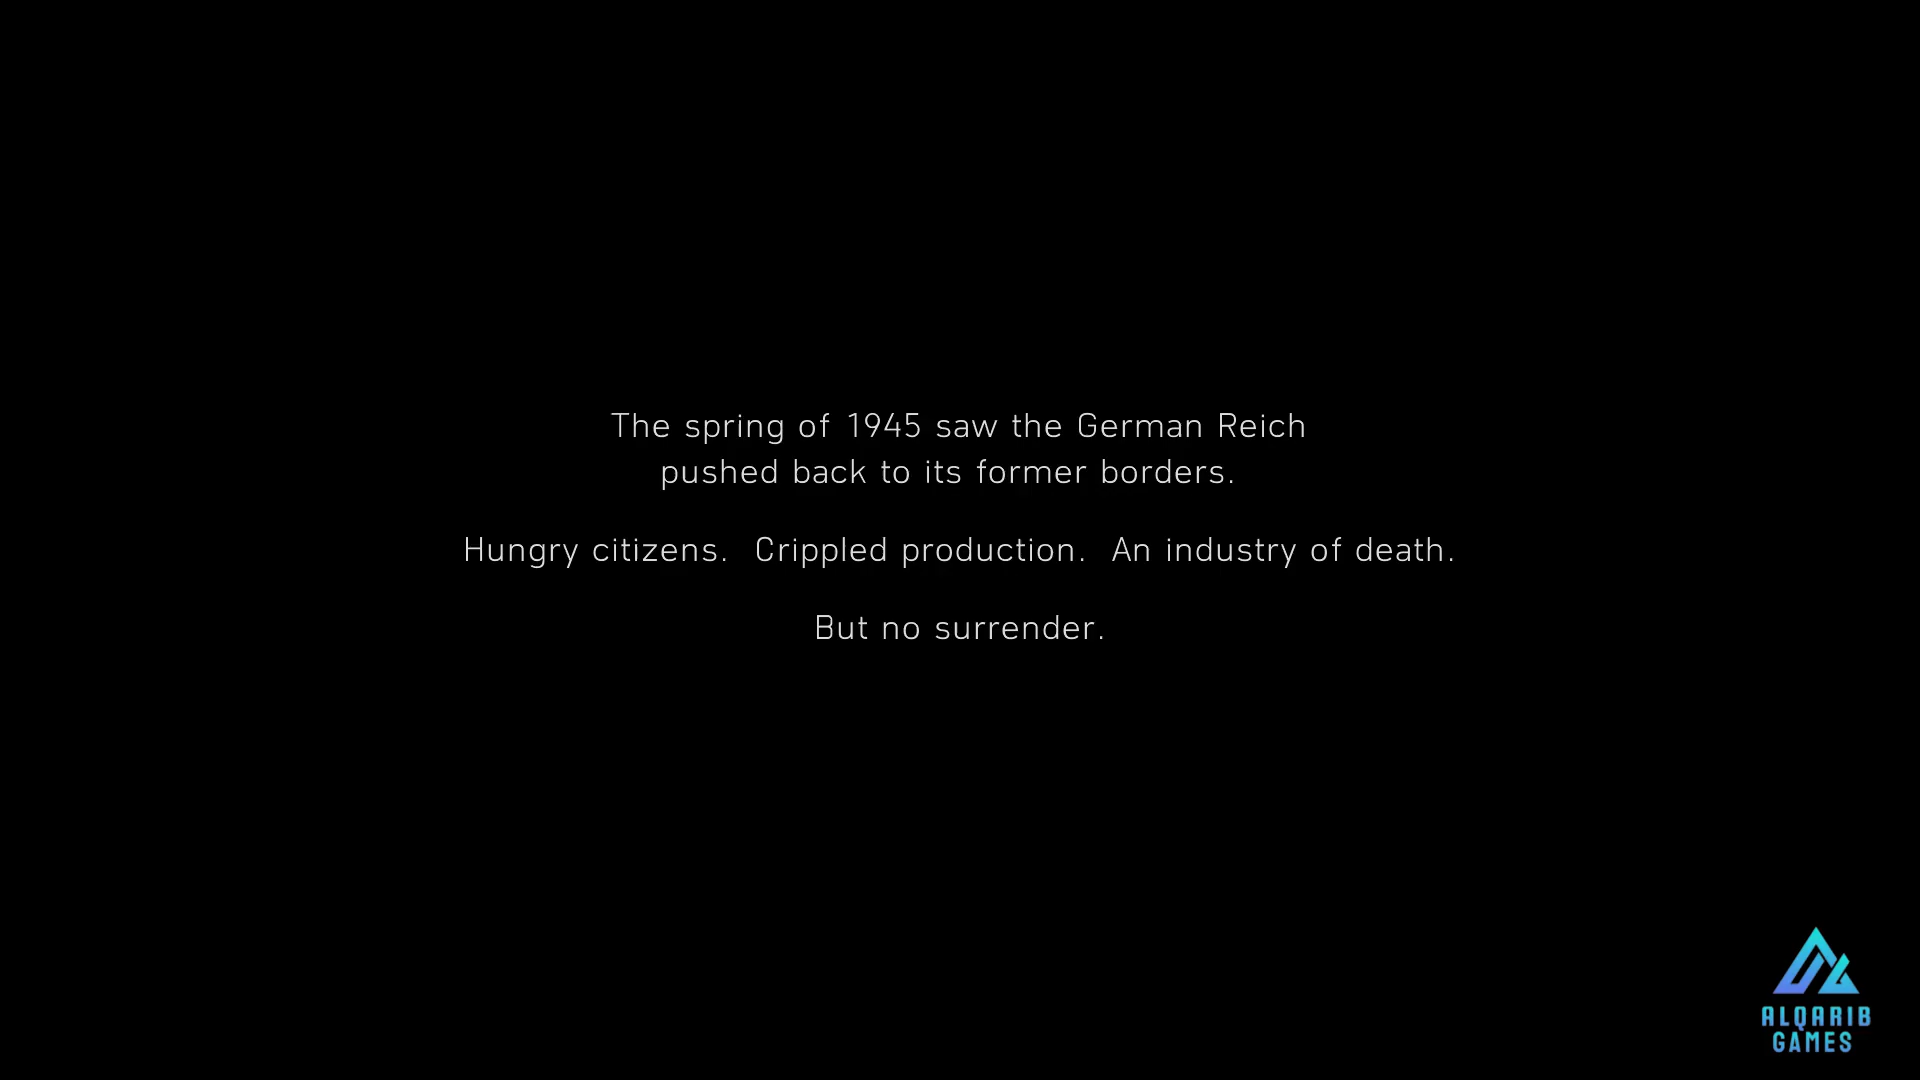 The spring of 1945 saw the German Reich
pushed back to its former borders.
Hungry citizens. Crippled production. An industry of death.
But no surrender.
ALQARIB
GAMES